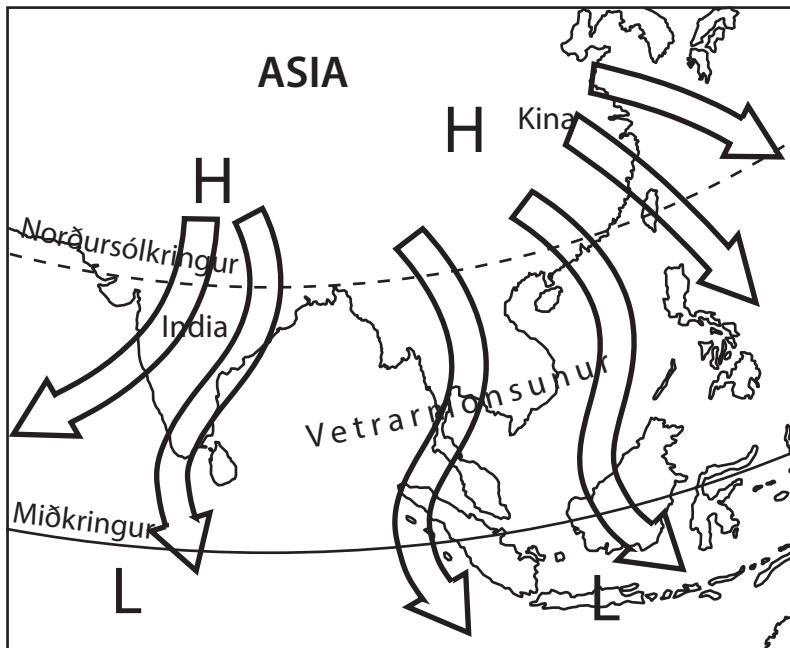 ASIA
H
Kina
H
Norðursólkringur
India
Vetrarmonsunur
Miðkringur
L
L